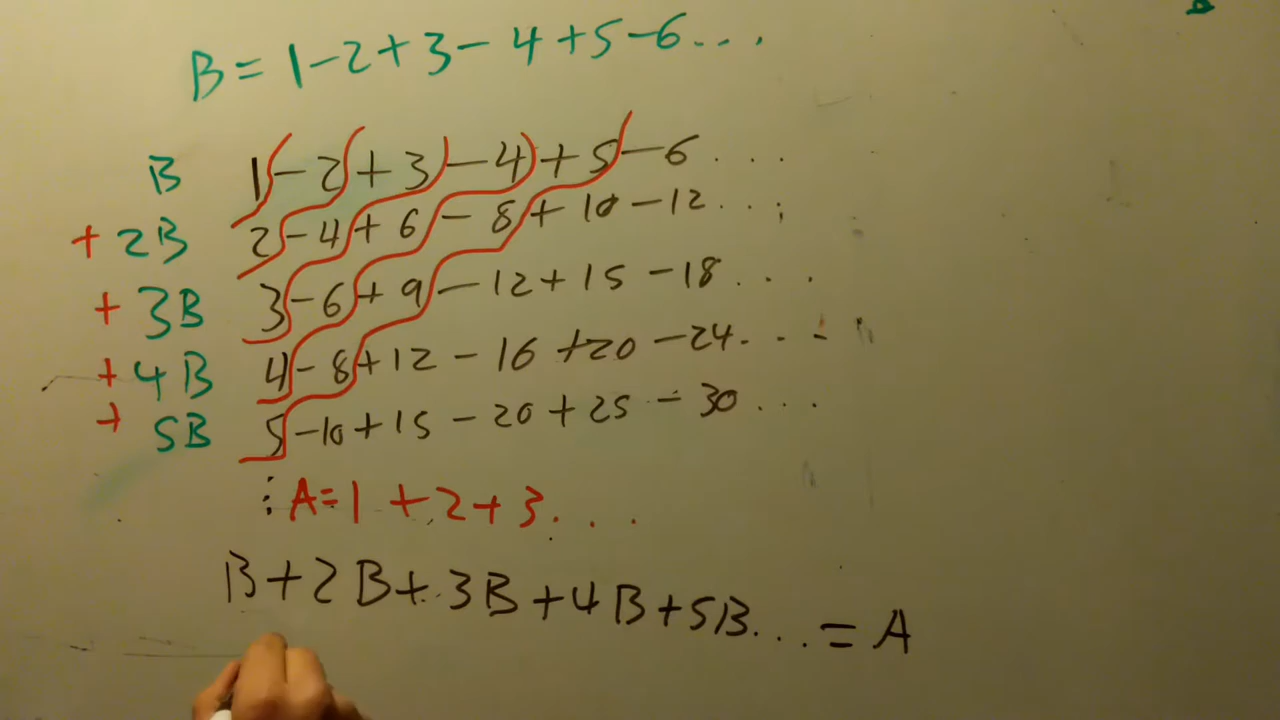 B = 1 - 2 + 3 - 4 + 5 - 6 . . .
B 1 - 2 + 3 - 4 + 5 - 6 . . .
+ 2B 2 - 4 + 6 - 8 + 10 - 12 . . .
+ 3B 3 - 6 + 9 - 12 + 15 - 18 . . .
+ 4B 4 - 8 + 12 - 16 + 20 - 24 . . .
+ 5B 5 - 10 + 15 - 20 + 25 - 30 . . .
⋮ A = 1 + 2 + 3 . . .
B + 2B + 3B + 4B + 5B . . . = A